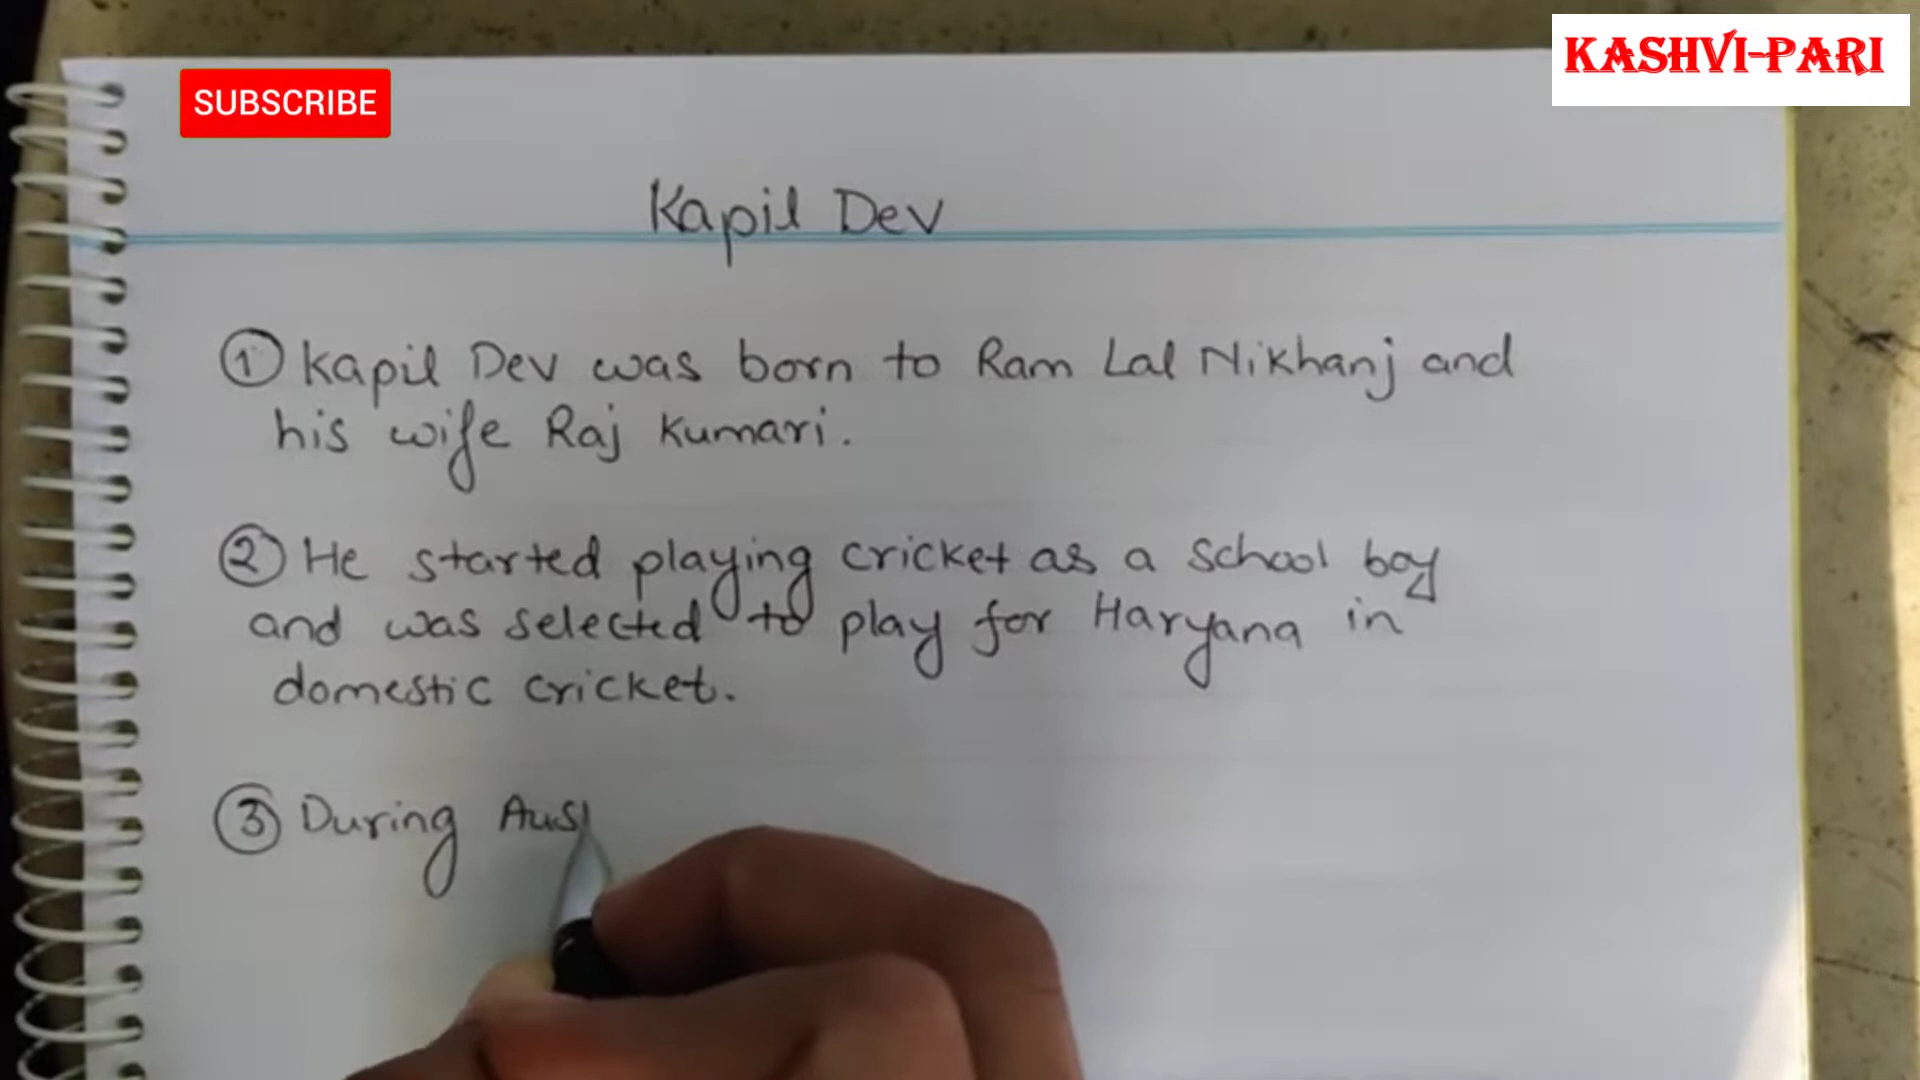 SUBSCRIBE
KASHVI-PARI
Kapil Dev
① Kapil Dev was born to Ram Lal Nikhanj and
his wife Raj Kumari.
② He started playing cricket as a school boy
and was selected to play for Haryana in
domestic cricket.
③ During Aus